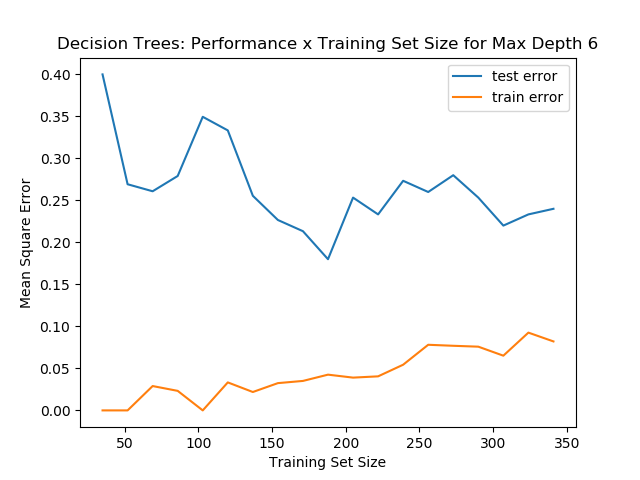 Decision Trees: Performance x Training Set Size for Max Depth 6
test error
train error
Mean Square Error
0.40
0.35
0.30
0.25
0.20
0.15
0.10
0.05
0.00
50 100 150 200 250 300 350
Training Set Size